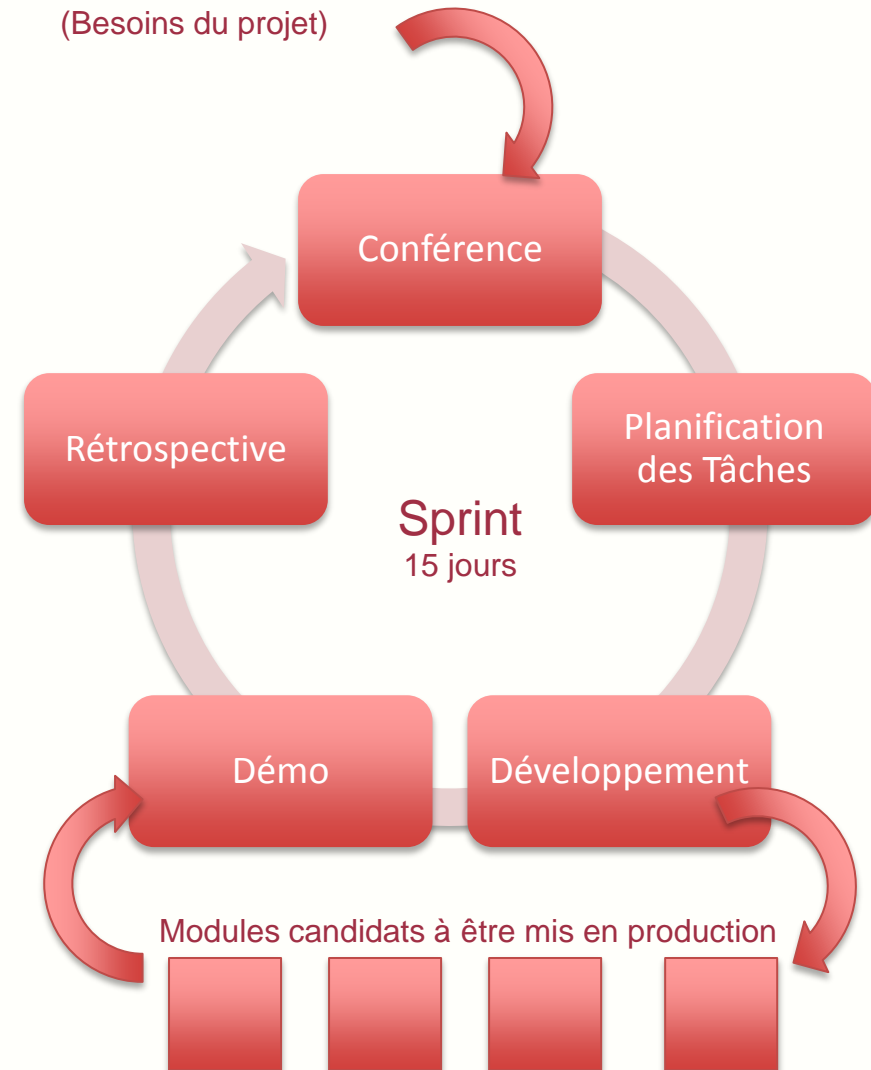 (Besoins du projet)
Conférence
Planification
des Tâches
Rétrospective
Sprint
15 jours
Démo
Développement
Modules candidats à être mis en production